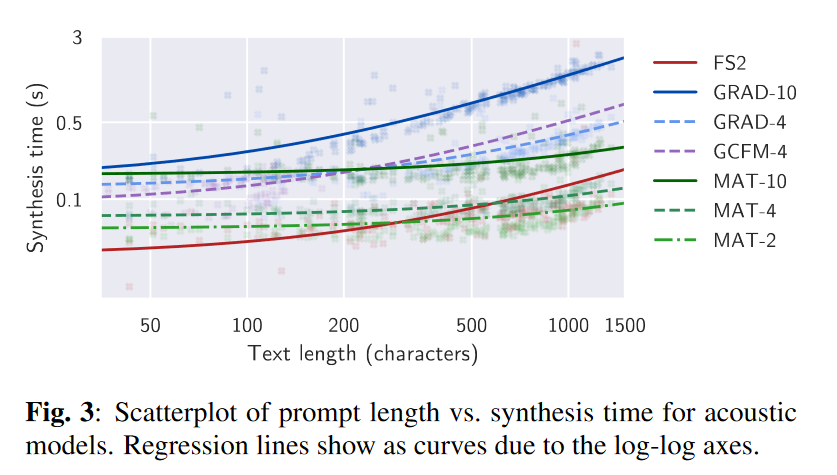 3
0.5
0.1
Synthesis time (s)
50 100 200 500 1000 1500
Text length (characters)
FS2
GRAD-10
GRAD-4
GCFM-4
MAT-10
MAT-4
MAT-2
Fig. 3: Scatterplot of prompt length vs. synthesis time for acoustic
models. Regression lines show as curves due to the log-log axes.